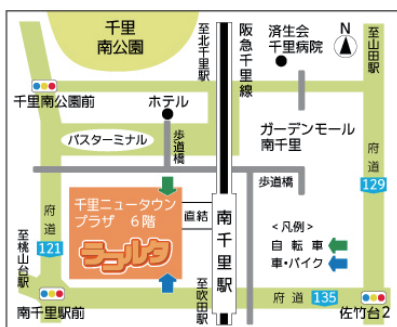 千里
南公園
至北千里駅
阪急千里線
済生会
千里病院
N
至山田駅
千里南公園前
ホテル
バスターミナル
歩道橋
ガーデンモール
南千里
歩道橋
府道
129
千里ニュータウン
プラザ 6階
ラコルタ
直結
南千里駅
<凡例>
自転車
車・バイク
府道
121
至桃山台駅
南千里駅前
至吹田駅
府道 135
佐竹台2